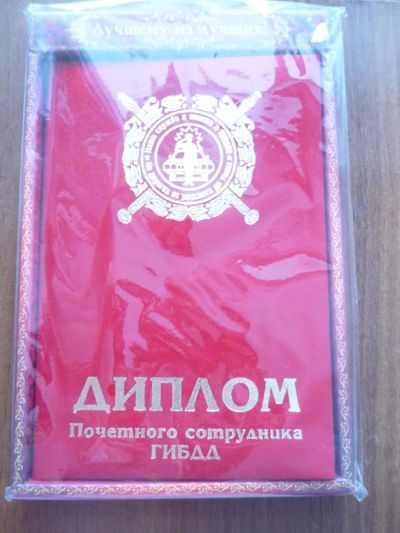 Лучшему из лучших!
ДИПЛОМ
Почетного сотрудника
ГИБДД